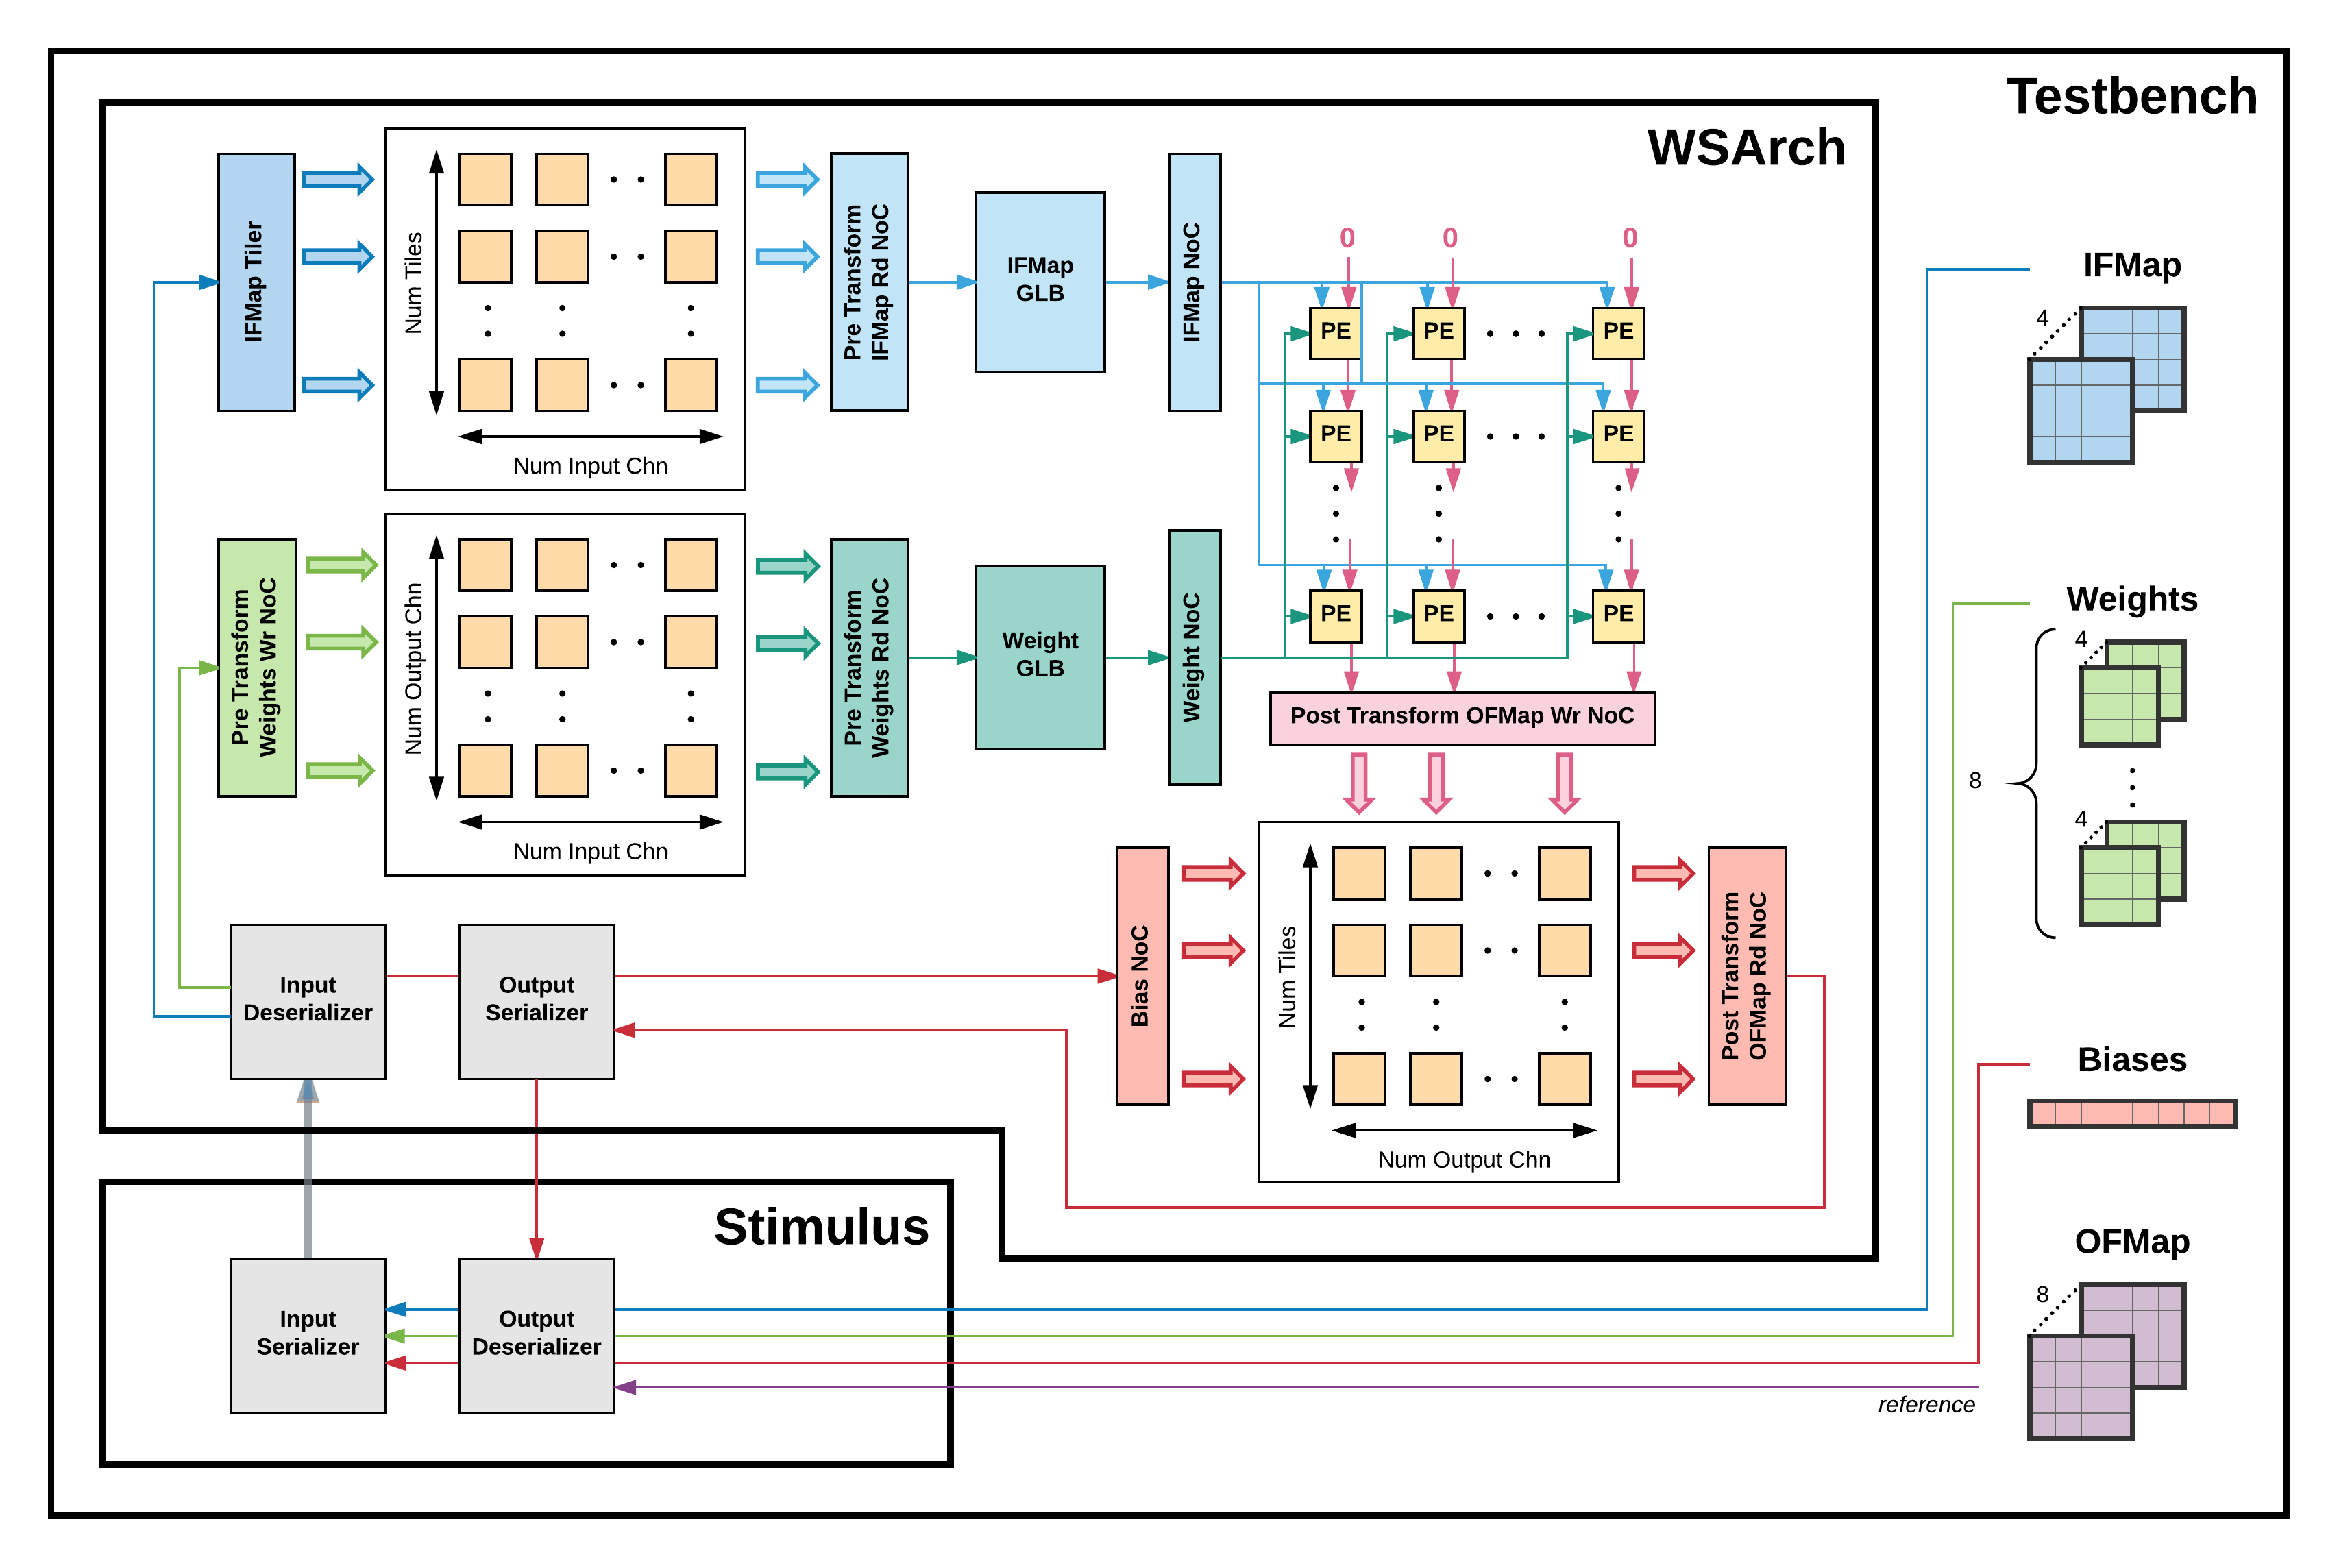 Testbench
WSArch
IFMap Tiler
Num Tiles
Num Input Chn
Pre Transform
IFMap Rd NoC
IFMap
GLB
IFMap NoC
0
0
0
PE
PE
PE
PE
PE
PE
PE
PE
PE
Pre Transform
Weights Wr NoC
Num Output Chn
Num Input Chn
Pre Transform
Weights Rd NoC
Weight
GLB
Weight NoC
Post Transform OFMap Wr NoC
Input
Deserializer
Output
Serializer
Bias NoC
Num Tiles
Num Output Chn
Post Transform
OFMap Rd NoC
Stimulus
Input
Serializer
Output
Deserializer
IFMap
4
Weights
4
8
4
Biases
OFMap
8
reference